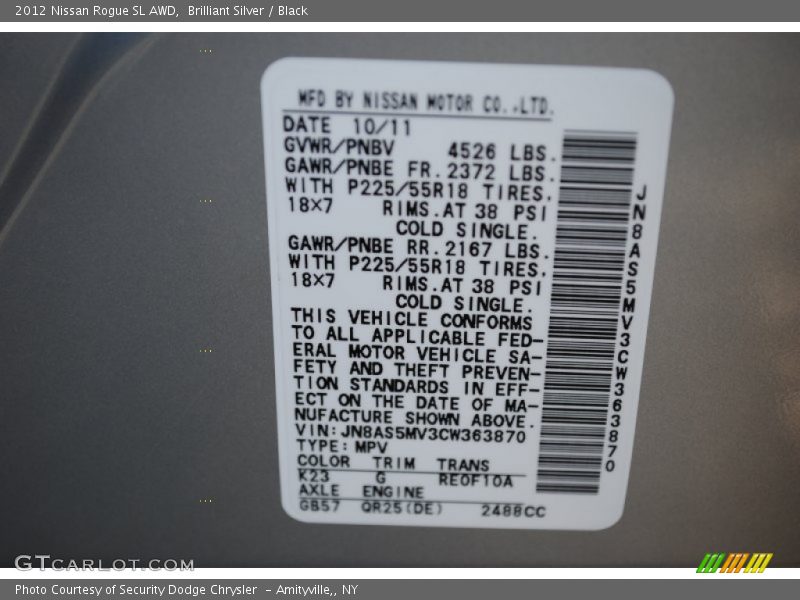 2012 Nissan Rogue SL AWD,  Brilliant Silver / Black
MFD BY NISSAN MOTOR CO.,LTD.
DATE 10/11
GVWR/PNBV 4526 LBS.
GAWR/PNBE FR. 2372 LBS.
WITH P225/55R18 TIRES.
18×7 RIMS.AT 38 PSI
COLD SINGLE.
GAWR/PNBE RR. 2167 LBS.
WITH P225/55R18 TIRES.
18×7 RIMS.AT 38 PSI
COLD SINGLE.
THIS VEHICLE CONFORMS
TO ALL APPLICABLE FED-
ERAL MOTOR VEHICLE SA-
FETY AND THEFT PREVEN-
TION STANDARDS IN EFF-
ECT ON THE DATE OF MA-
NUFACTURE SHOWN ABOVE.
VIN: JN8AS5MV3CW363870
TYPE: MPV
COLOR TRIM TRANS
K23 G RE0F10A
AXLE ENGINE
GB57 QR25(DE) 2488CC
JN8AS5MV3CW363870
GTCARLOT.COM
Photo Courtesy of Security Dodge Chrysler  - Amityville,, NY